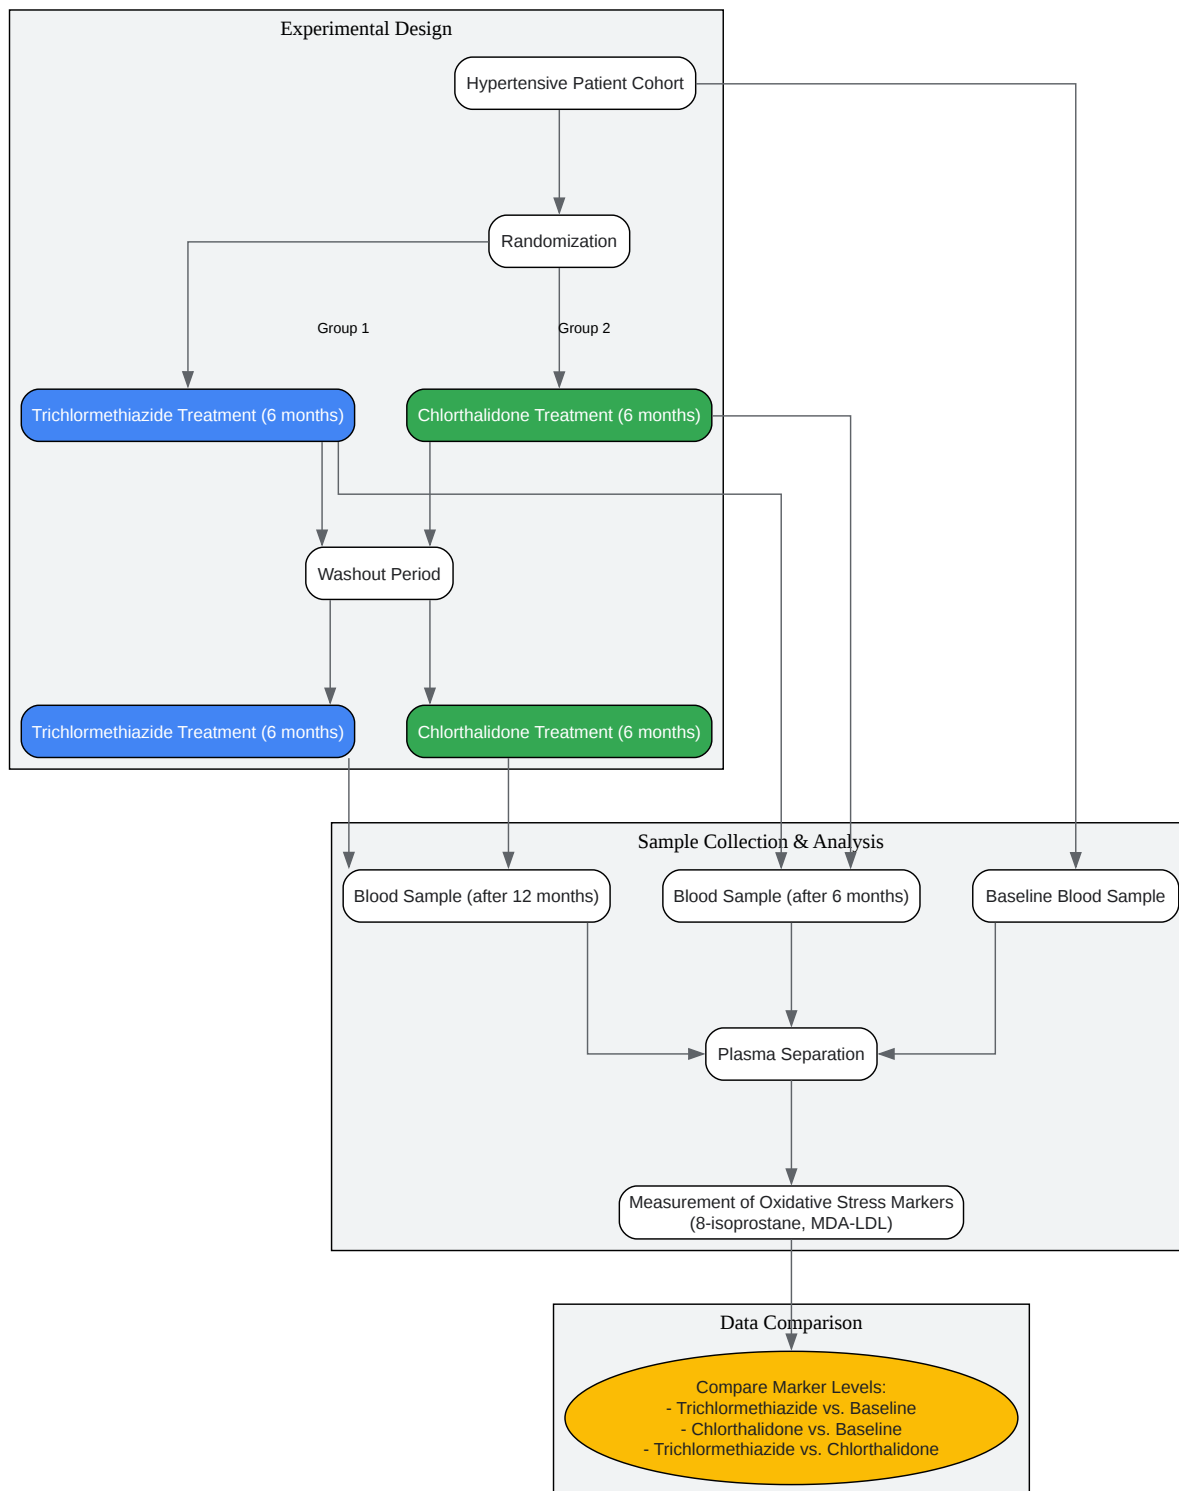 Experimental Design
Hypertensive Patient Cohort
Randomization
Group 1
Group 2
Trichlormethiazide Treatment (6 months)
Chlorthalidone Treatment (6 months)
Washout Period
Trichlormethiazide Treatment (6 months)
Chlorthalidone Treatment (6 months)
Sample Collection & Analysis
Blood Sample (after 12 months)
Blood Sample (after 6 months)
Baseline Blood Sample
Plasma Separation
Measurement of Oxidative Stress Markers
(8-isoprostane, MDA-LDL)
Data Comparison
Compare Marker Levels:
- Trichlormethiazide vs. Baseline
- Chlorthalidone vs. Baseline
- Trichlormethiazide vs. Chlorthalidone